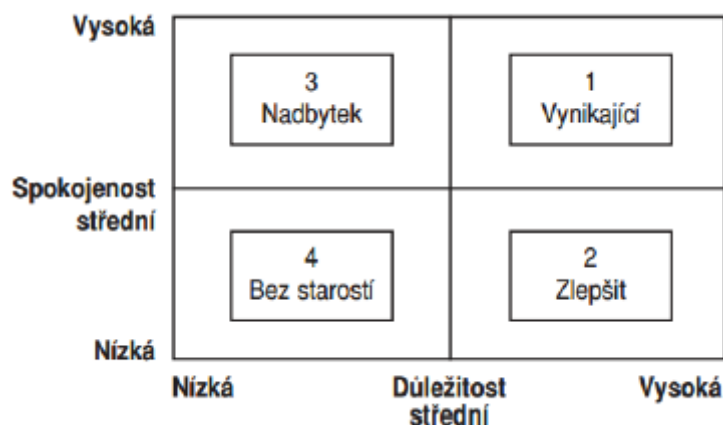 Vysoká
3
Nadbytek
1
Vynikající
Spokojenost
střední
4
Bez starostí
2
Zlepšit
Nízká
Nízká
Důležitost
střední
Vysoká